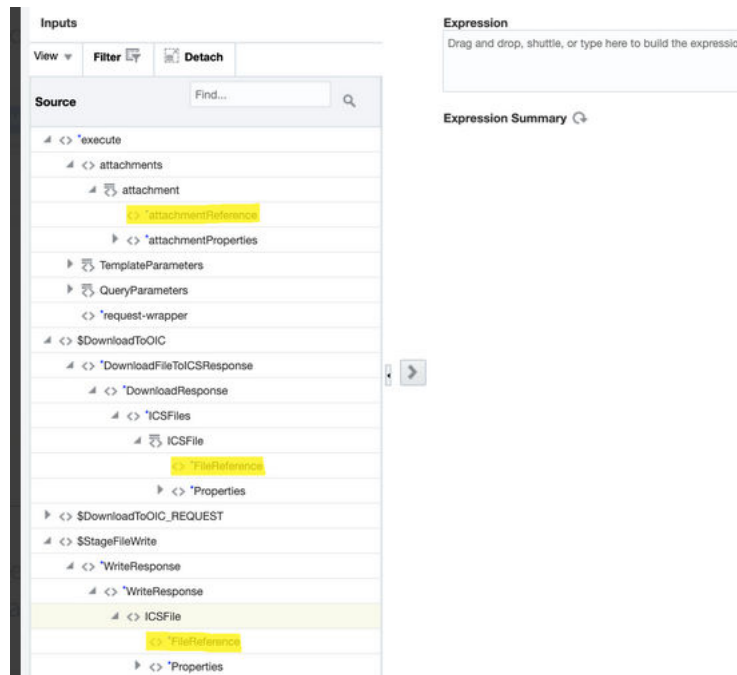 Inputs
View Filter Detach
Source Find...
*execute
attachments
attachment
*attachmentReference
*attachmentProperties
TemplateParameters
QueryParameters
*request-wrapper
$DownloadToOIC
*DownloadFileToICSResponse
*DownloadResponse
*ICSFiles
ICSFile
*FileReference
*Properties
$DownloadToOIC_REQUEST
$StageFileWrite
*WriteResponse
*WriteResponse
ICSFile
*FileReference
*Properties
Expression
Drag and drop, shuttle, or type here to build the expressio
Expression Summary